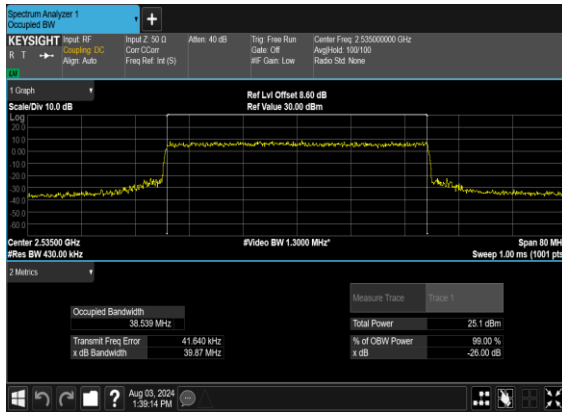 Spectrum Analyzer 1
Occupied BW
KEYSIGHT
R T
Input: RF
Coupling: DC
Align: Auto
Input Z: 50 Ω
Corr CCorr
Freq Ref: Int (S)
Atten: 40 dB
Trig: Free Run
Gate: Off
#IF Gain: Low
Center Freq: 2.535000000 GHz
Avg|Hold: 100/100
Radio Std: None
1 Graph
Scale/Div 10.0 dB
Ref Lvl Offset 8.60 dB
Ref Value 30.00 dBm
Log
20.0
10.0
0.00
-10.0
-20.0
-30.0
-40.0
-50.0
-60.0
Center 2.53500 GHz
#Res BW 430.00 kHz
#Video BW 1.3000 MHz*
Span 80 MH
Sweep 1.00 ms (1001 pts
2 Metrics
Measure Trace Trace 1
Occupied Bandwidth
38.539 MHz
Total Power 25.1 dBm
Transmit Freq Error 41.640 kHz
% of OBW Power 99.00 %
x dB Bandwidth 39.87 MHz
x dB -26.00 dB
?
Aug 03, 2024
1:39:14 PM